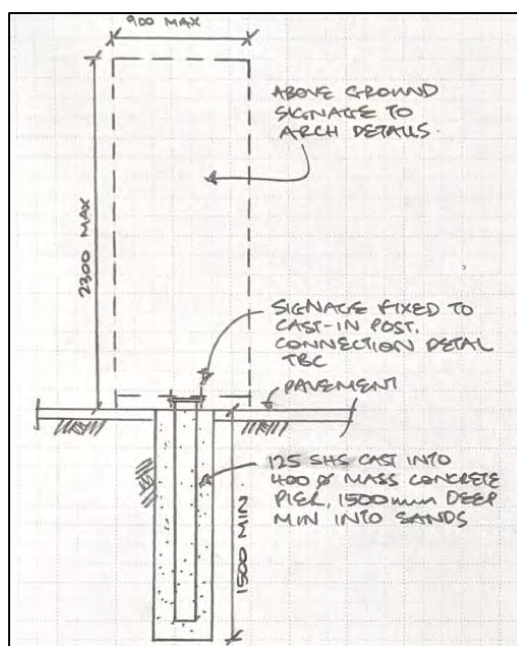 900 MAX
ABOVE GROUND
SIGNAGE TO
ARCH DETAILS.
2300 MAX
SIGNAGE FIXED TO
CAST-IN POST.
CONNECTION DETAIL
TBC
PAVEMENT
125 SHS CAST INTO
400 Ø MASS CONCRETE
PIER, 1500mm DEEP
MIN INTO SANDS
1500 MIN